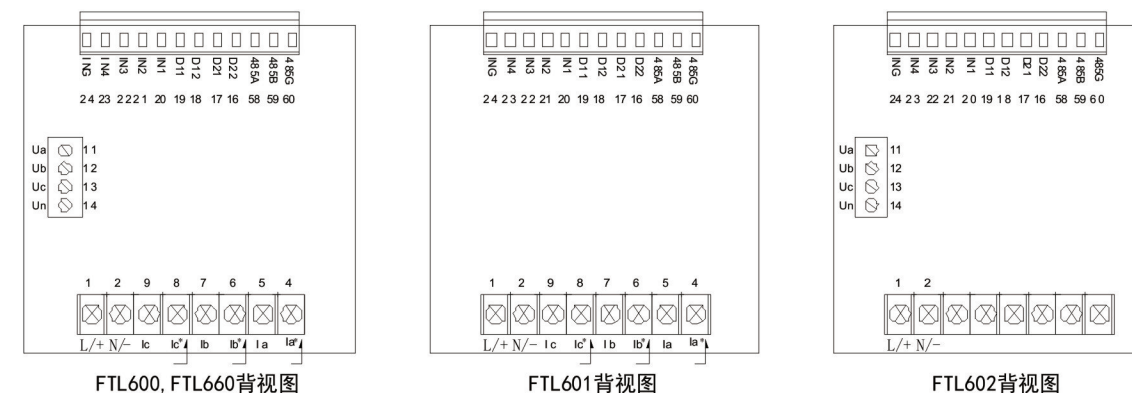 ING IN4 IN3 IN2 IN1 D11 D12 D21 D22 485A 485B 485G
24 23 22 21 20 19 18 17 16 58 59 60
Ua 11
Ub 12
Uc 13
Un 14
1 2 9 8 7 6 5 4
L/+ N/- Ic Ic* Ib Ib* Ia Ia*
FTL600, FTL660背视图
ING IN4 IN3 IN2 IN1 D11 D12 D21 D22 485A 485B 485G
24 23 22 21 20 19 18 17 16 58 59 60
1 2 9 8 7 6 5 4
L/+ N/- Ic Ic* Ib Ib* Ia Ia*
FTL601背视图
ING IN4 IN3 IN2 IN1 D11 D12 D21 D22 485A 485B 485G
24 23 22 21 20 19 18 17 16 58 59 60
Ua 11
Ub 12
Uc 13
Un 14
1 2
L/+ N/-
FTL602背视图